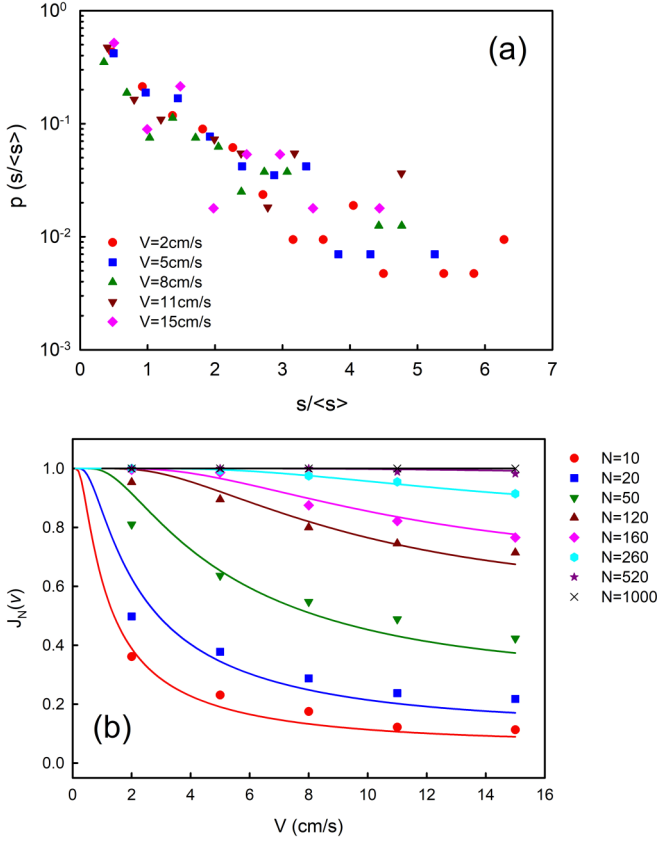 (a)
p (s/<s>)
10⁰
10⁻¹
10⁻²
10⁻³
V=2cm/s
V=5cm/s
V=8cm/s
V=11cm/s
V=15cm/s
0 1 2 3 4 5 6 7
s/<s>
(b)
J_N(v)
1.0
0.8
0.6
0.4
0.2
0.0
N=10
N=20
N=50
N=120
N=160
N=260
N=520
N=1000
0 2 4 6 8 10 12 14 16
V (cm/s)